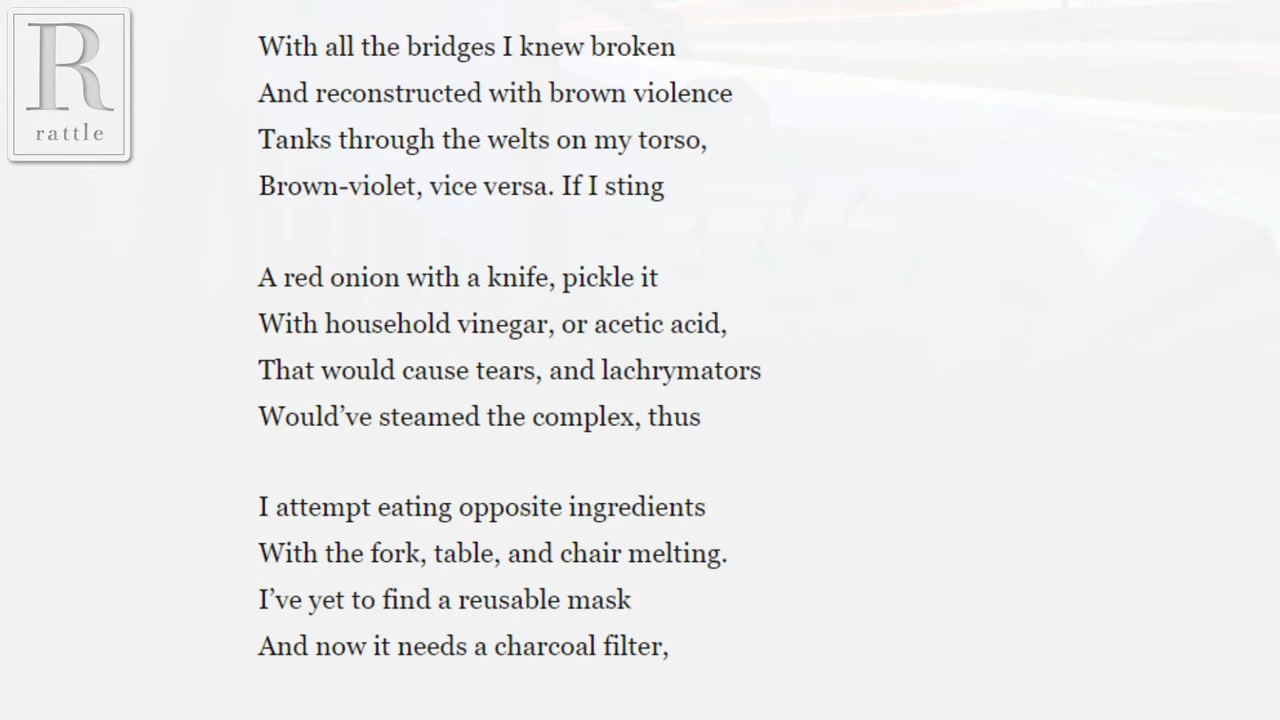 R
rattle
With all the bridges I knew broken
And reconstructed with brown violence
Tanks through the welts on my torso,
Brown-violet, vice versa. If I sting
A red onion with a knife, pickle it
With household vinegar, or acetic acid,
That would cause tears, and lachrymators
Would’ve steamed the complex, thus
I attempt eating opposite ingredients
With the fork, table, and chair melting.
I’ve yet to find a reusable mask
And now it needs a charcoal filter,